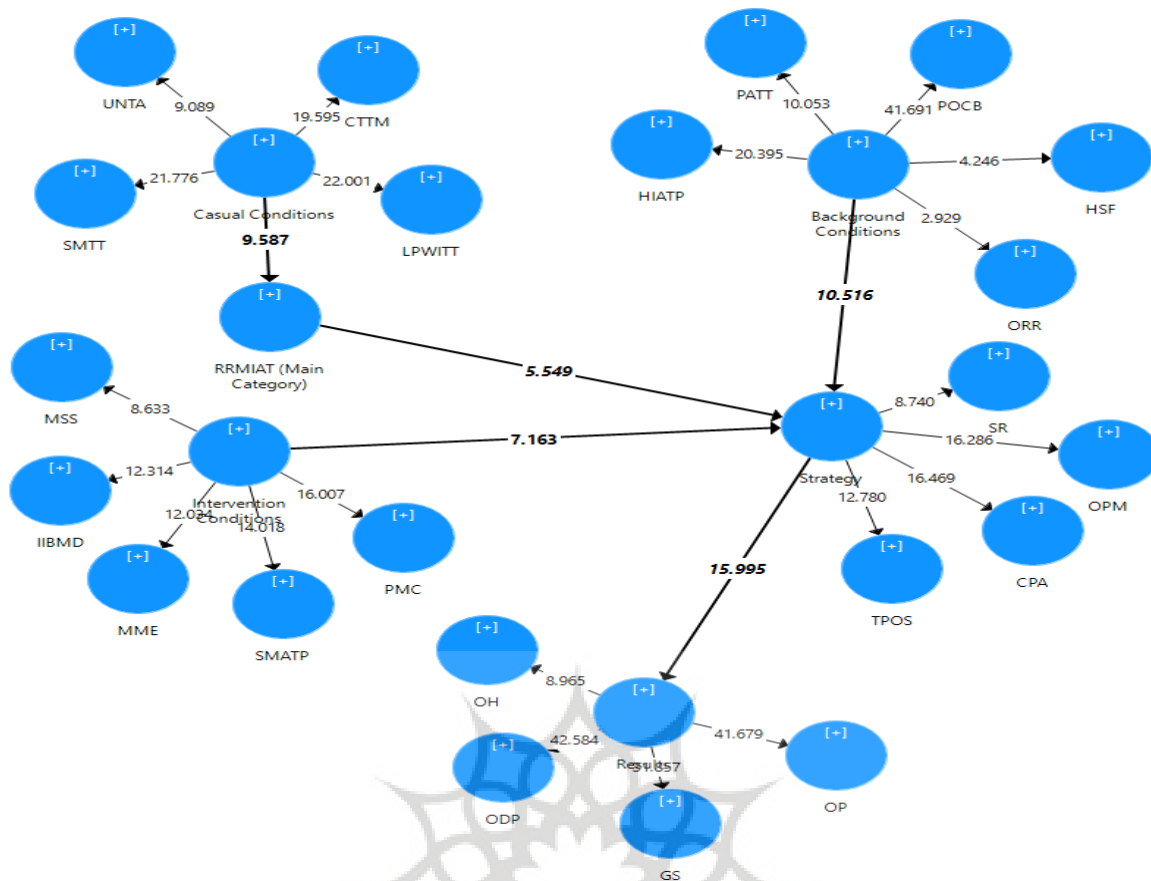 [+]
UNTA
[+]
CTTM
[+]
PATT
[+]
POCB
9.089
19.595
10.053
41.691
[+]
Casual Conditions
[+]
SMTT
21.776
22.001
[+]
LPWITT
[+]
HIATP
20.395
[+]
Background
Conditions
4.246
[+]
HSF
2.929
[+]
ORR
9.587
10.516
[+]
RRMIAT (Main
Category)
5.549
[+]
MSS
8.633
[+]
Intervention
Conditions
7.163
[+]
Strategy
8.740
[+]
SR
16.286
[+]
OPM
16.469
[+]
CPA
12.780
[+]
TPOS
12.314
[+]
IIBMD
12.034
[+]
MME
14.018
[+]
SMATP
16.007
[+]
PMC
15.995
[+]
OH
8.965
[+]
Results
42.584
[+]
ODP
[+]
GS
41.679
[+]
OP